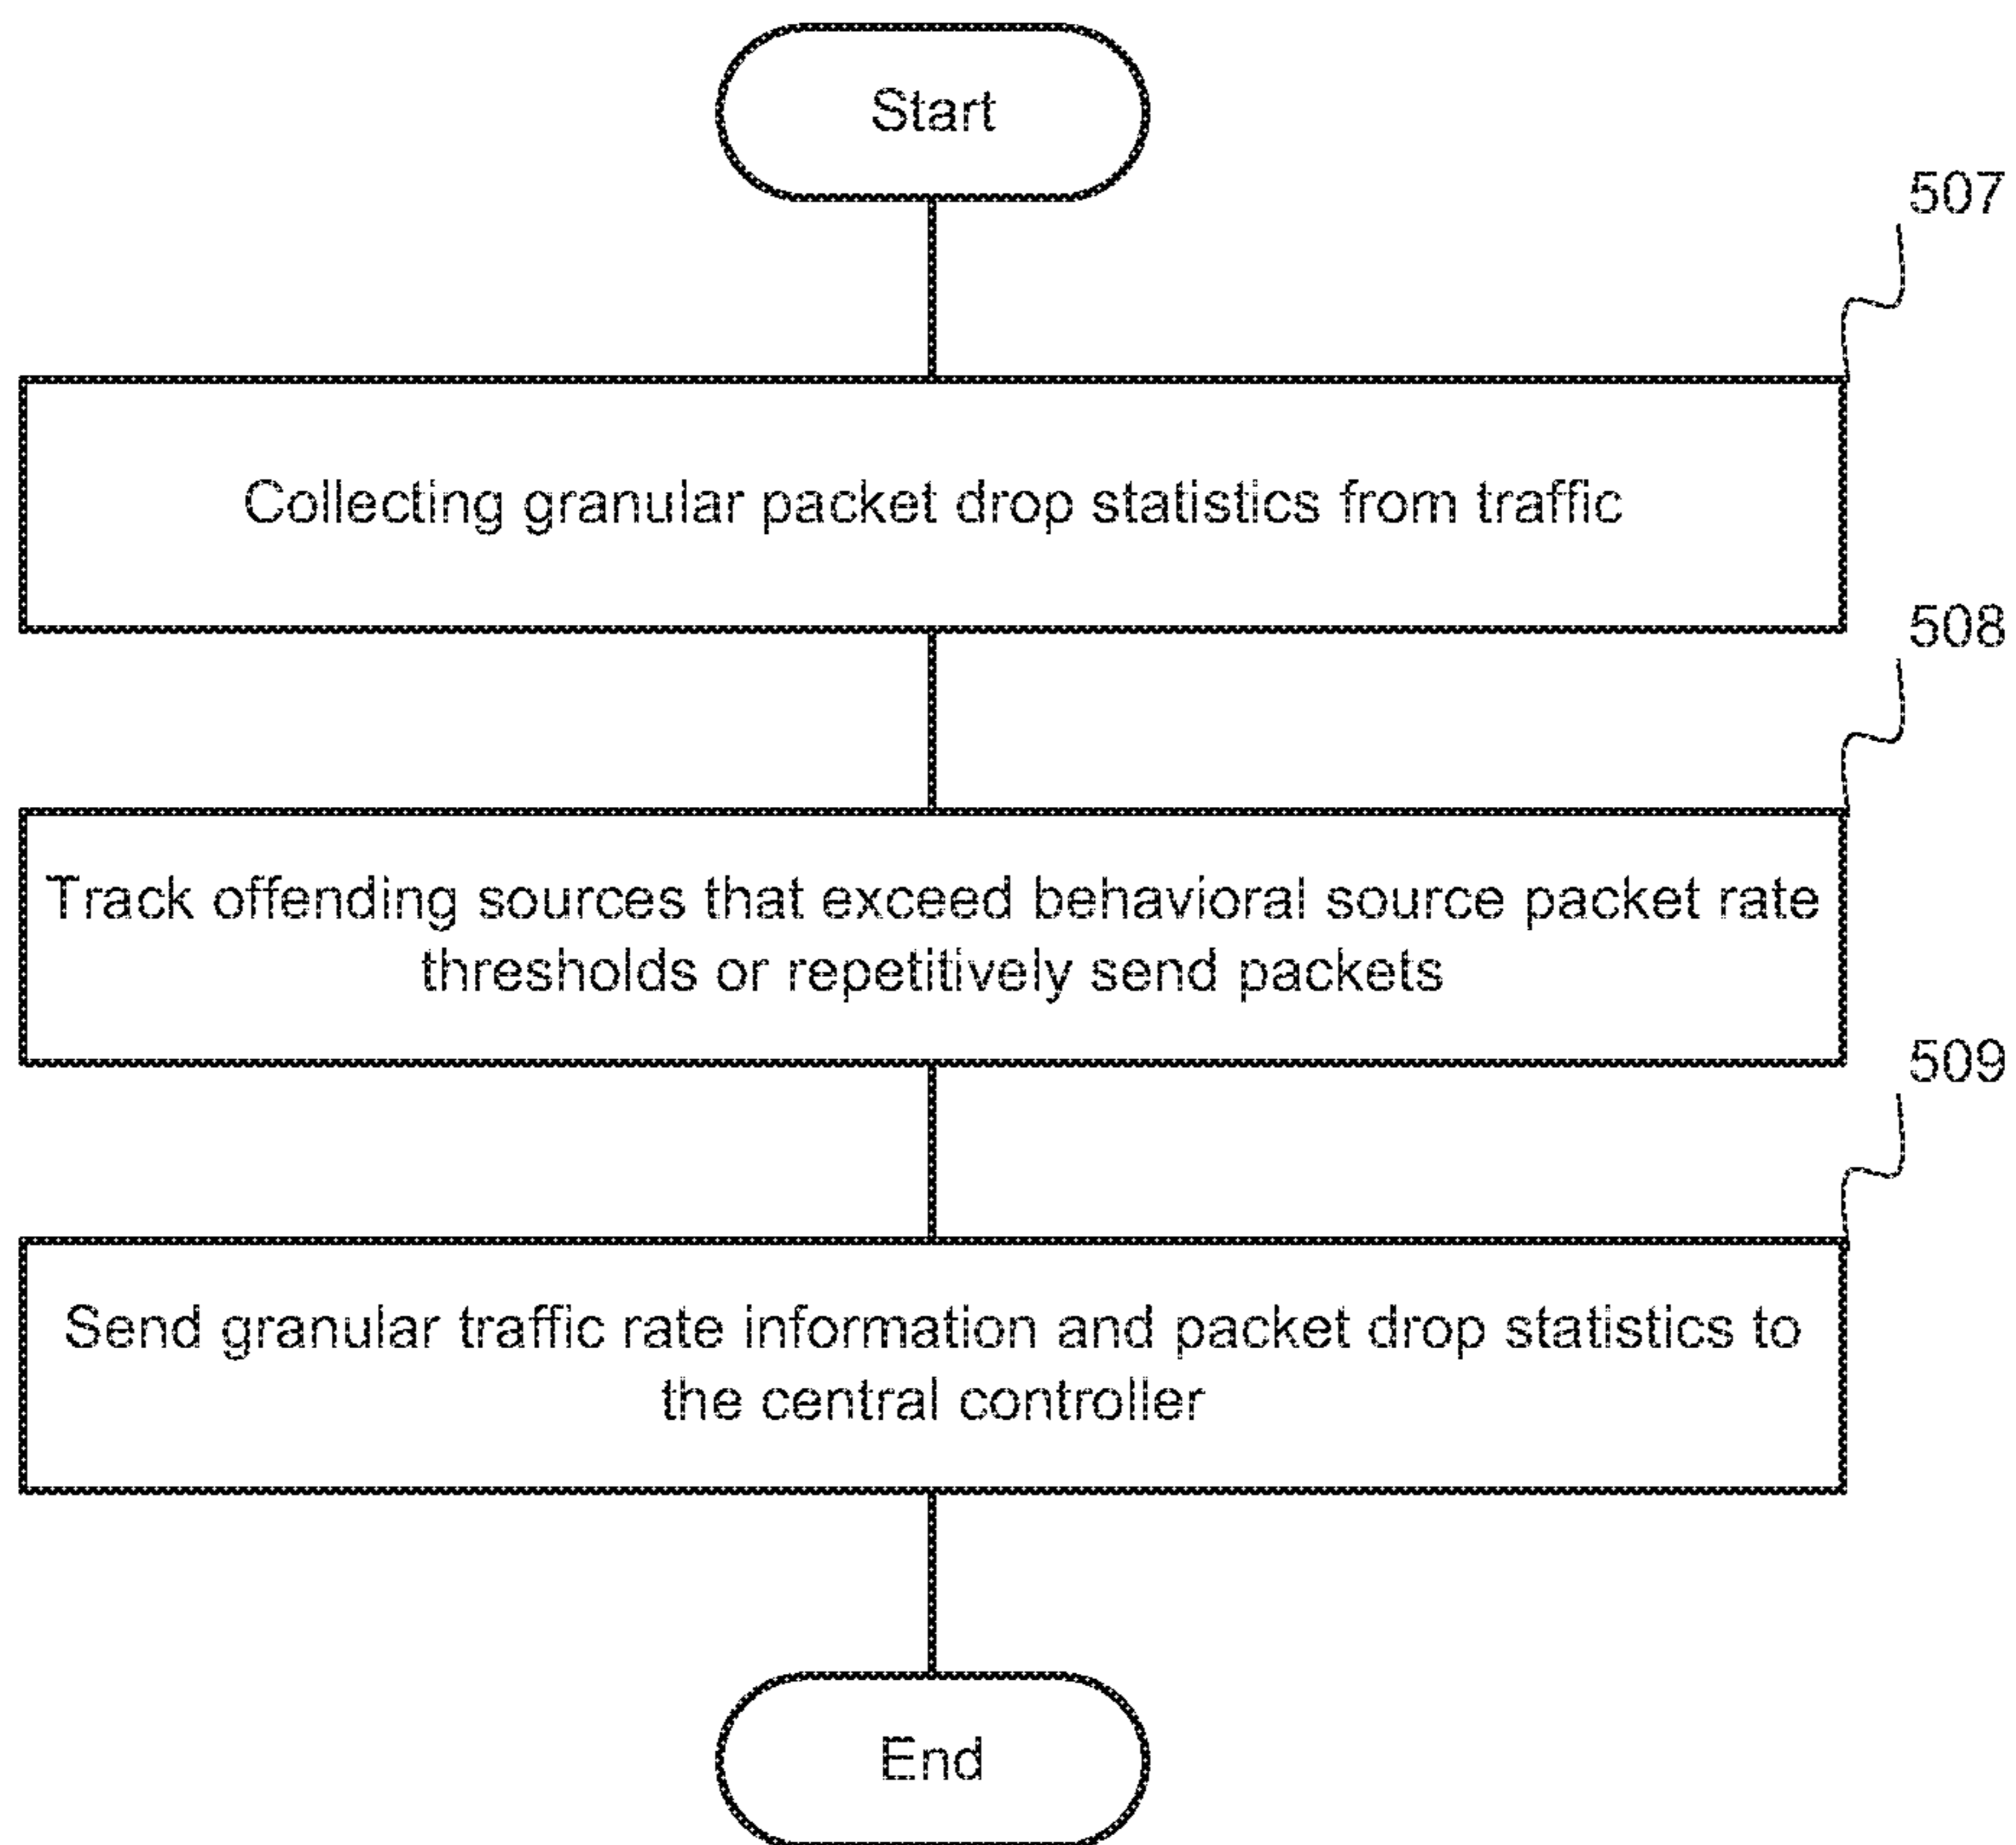 Start
507
Collecting granular packet drop statistics from traffic
508
Track offending sources that exceed behavioral source packet rate
thresholds or repetitively send packets
509
Send granular traffic rate information and packet drop statistics to
the central controller
End